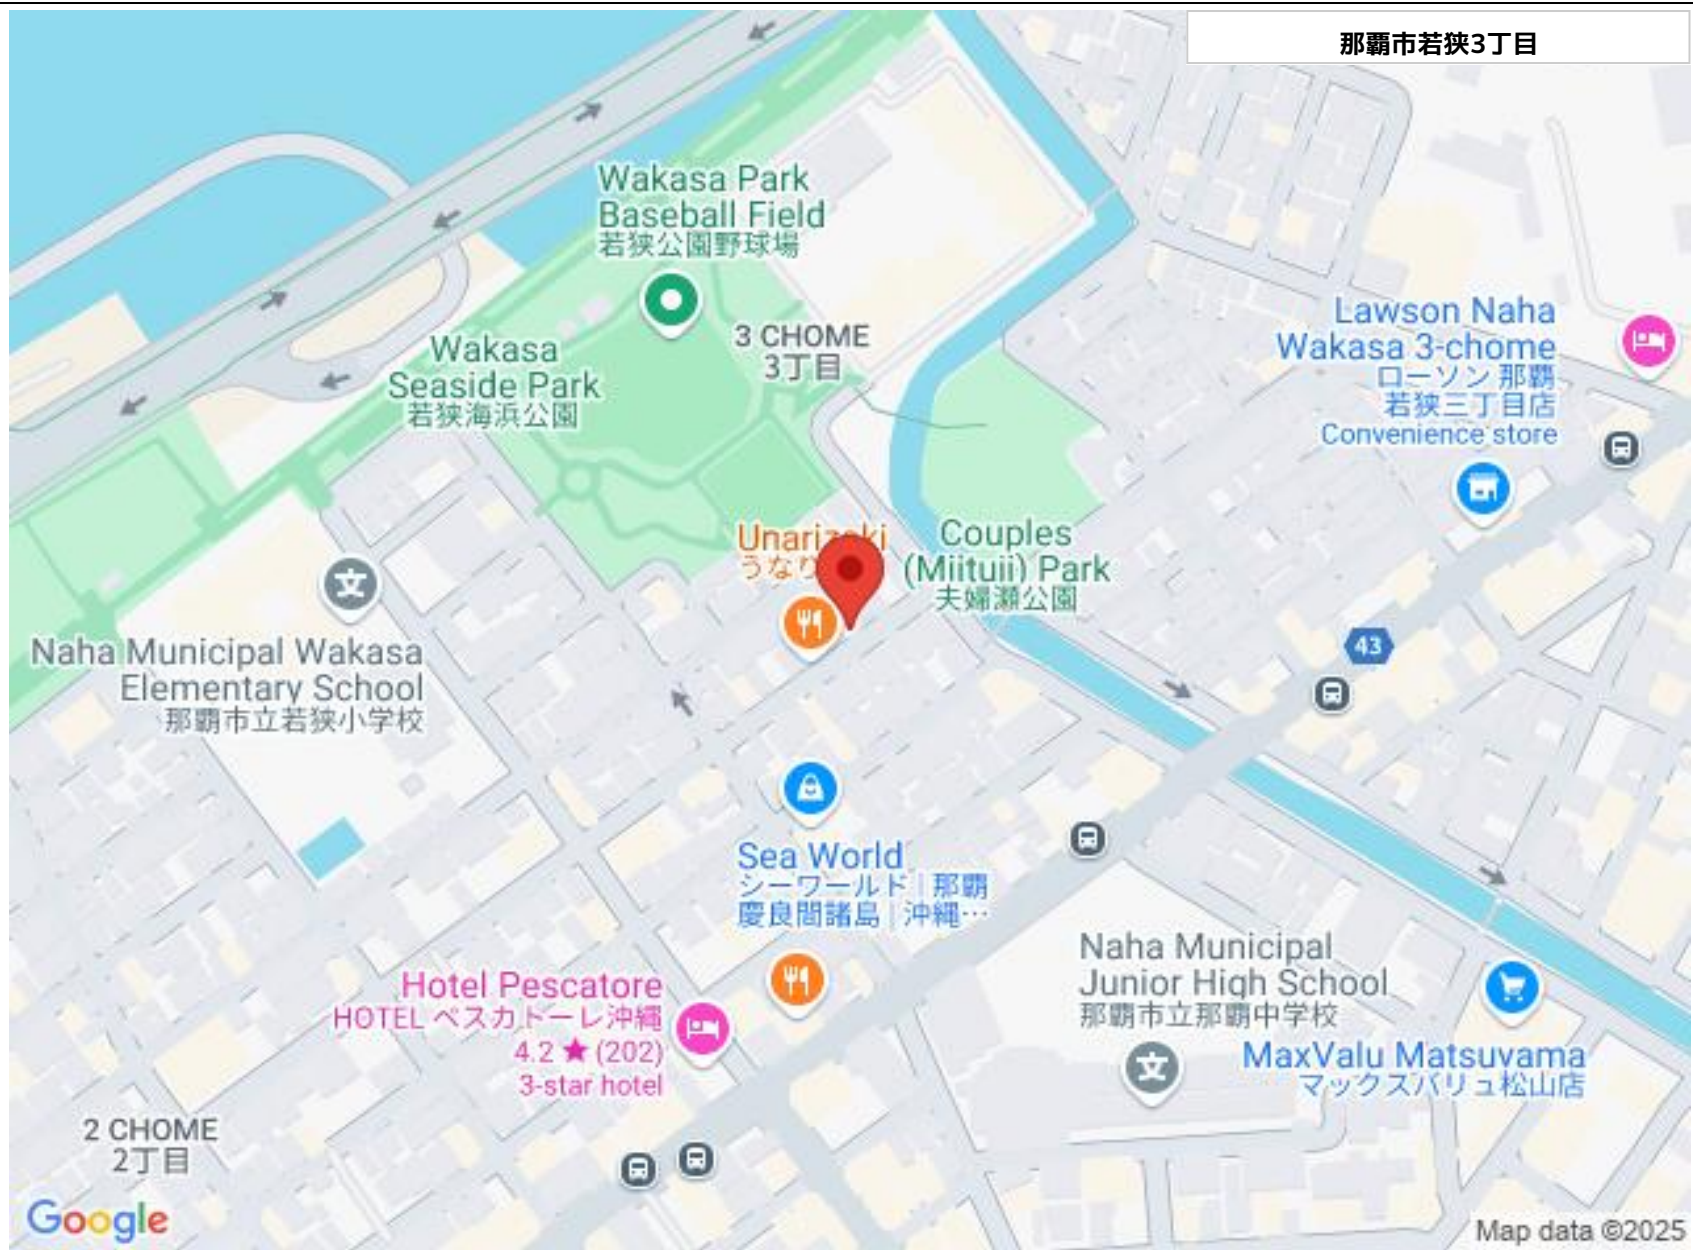 那覇市若狭3丁目
Wakasa Park
Baseball Field
若狭公園野球場
3 CHOME
3丁目
Wakasa
Seaside Park
若狭海浜公園
Lawson Naha
Wakasa 3-chome
ローソン 那覇
若狭三丁目店
Convenience store
Couples
(Miituii) Park
夫婦瀬公園
文
Naha Municipal Wakasa
Elementary School
那覇市立若狭小学校
43
Sea World
シーワールド | 那覇
慶良間諸島 | 沖縄…
Naha Municipal
Junior High School
那覇市立那覇中学校
文
Hotel Pescatore
HOTEL ペスカトーレ沖縄
4.2 ★ (202)
3-star hotel
MaxValu Matsuyama
マックスバリュ松山店
2 CHOME
2丁目
Google
Map data ©2025